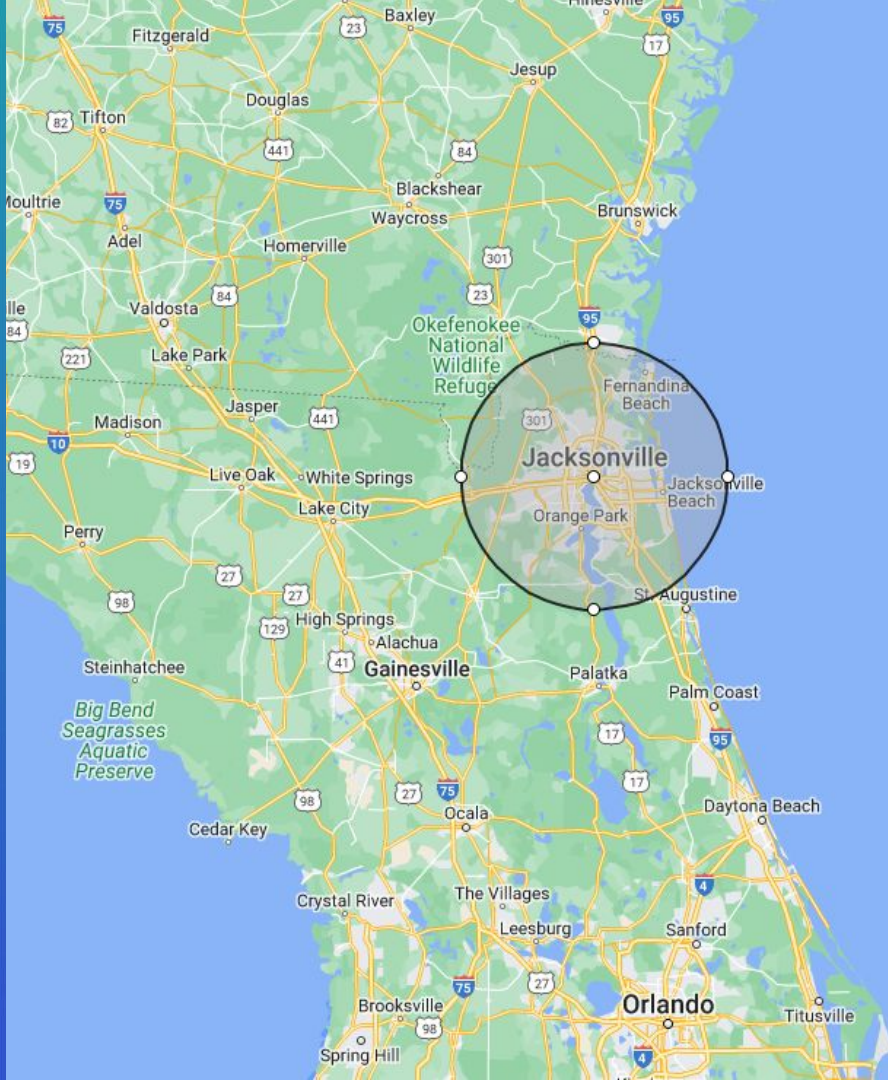 Baxley
Hinesville
75
23
95
Fitzgerald
17
Jesup
Douglas
82
Tifton
441
84
Blackshear
Moultrie
75
Waycross
Brunswick
Adel
Homerville
301
84
23
Valdosta
lle
84
95
Okefenokee
National
Wildlife
Refuge
221
Lake Park
Fernandina
Beach
Jasper
441
301
Madison
10
Jacksonville
19
Live Oak
White Springs
Jacksonville
Beach
Lake City
Orange Park
Perry
27
98
27
St. Augustine
High Springs
129
Alachua
41
Steinhatchee
Gainesville
Palatka
Palm Coast
Big Bend
Seagrasses
Aquatic
Preserve
17
95
17
75
27
98
Daytona Beach
Ocala
Cedar Key
4
The Villages
Crystal River
Leesburg
Sanford
75
27
Orlando
Brooksville
Titusville
98
Spring Hill
4